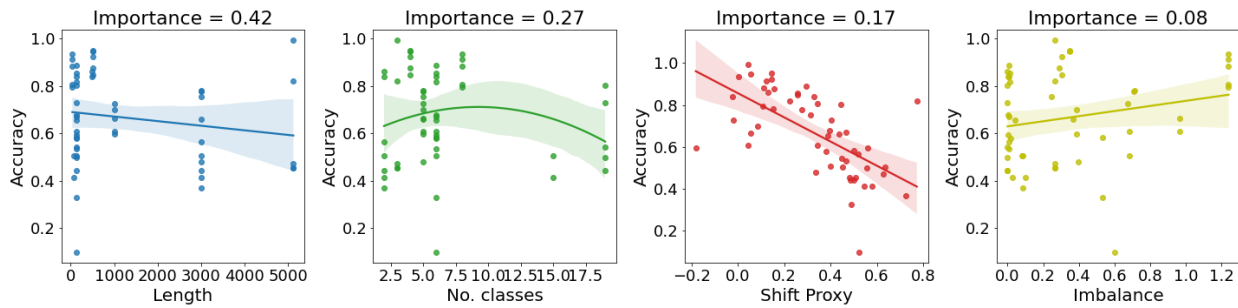 Importance = 0.42
Accuracy
1.0
0.8
0.6
0.4
0.2
0 1000 2000 3000 4000 5000
Length
Importance = 0.27
Accuracy
1.0
0.8
0.6
0.4
0.2
2.5 5.0 7.5 10.0 12.5 15.0 17.5
No. classes
Importance = 0.17
Accuracy
1.0
0.8
0.6
0.4
0.2
−0.2 0.0 0.2 0.4 0.6 0.8
Shift Proxy
Importance = 0.08
Accuracy
1.0
0.8
0.6
0.4
0.2
0.0 0.2 0.4 0.6 0.8 1.0 1.2
Imbalance